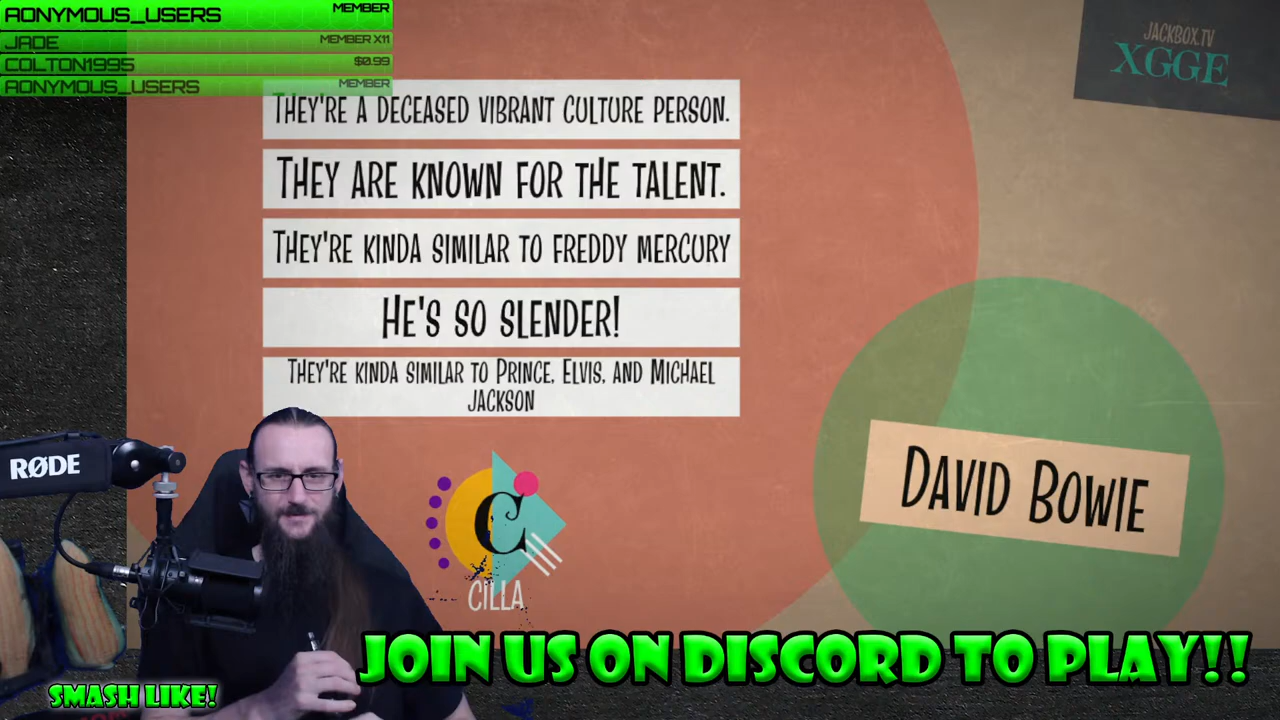 AONYMOUS_USERS MEMBER
JADE MEMBER X11
COLTON1995 $0.99
AONYMOUS_USERS MEMBER
JACKBOX.TV
XGGE
THEY'RE A DECEASED VIBRANT CULTURE PERSON.
THEY ARE KNOWN FOR THE TALENT.
THEY'RE KINDA SIMILAR TO FREDDY MERCURY
HE'S SO SLENDER!
THEY'RE KINDA SIMILAR TO PRINCE, ELVIS, AND MICHAEL
JACKSON
RØDE
DAVID BOWIE
C
CILLA
JOIN US ON DISCORD TO PLAY!!
SMASH LIKE!